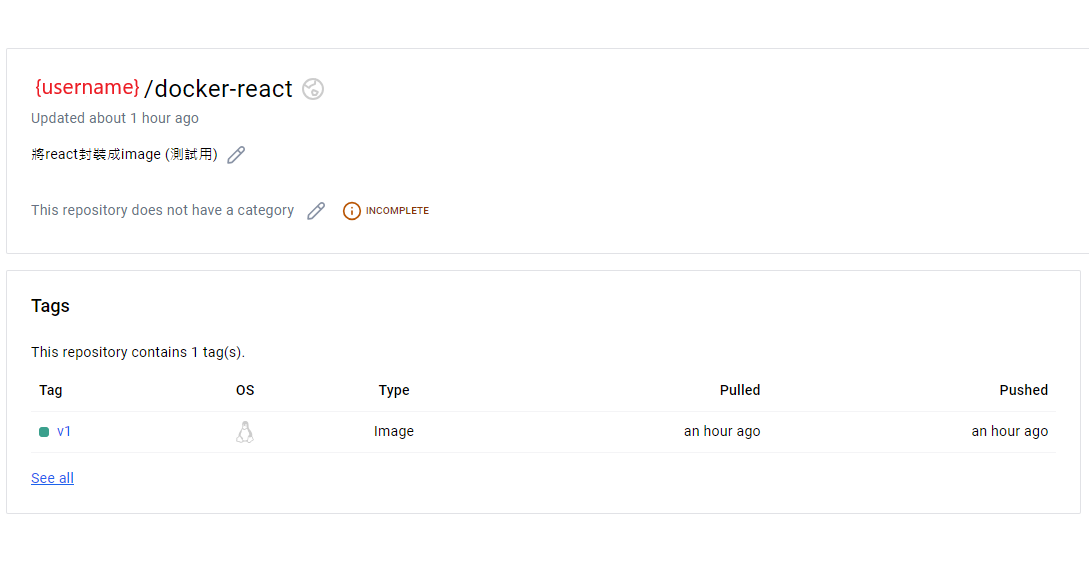 {username}/docker-react
Updated about 1 hour ago
將react封裝成image (測試用)
This repository does not have a category INCOMPLETE
Tags
This repository contains 1 tag(s).
Tag OS Type Pulled Pushed
v1 Image an hour ago an hour ago
See all